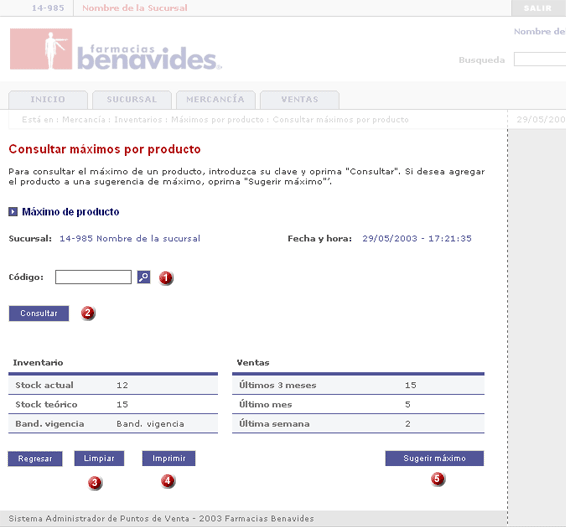 14-985 Nombre de la Sucursal SALIR
Nombre de
farmacias
benavides
Busqueda
INICIO SUCURSAL MERCANCÍA VENTAS
Está en : Mercancía : Inventarios : Máximos por producto : Consultar máximos por producto 29/05/200
Consultar máximos por producto
Para consultar el máximo de un producto, introduzca su clave y oprima "Consultar". Si desea agregar
el producto a una sugerencia de máximo, oprima "Sugerir máximo"'.
Máximo de producto
Sucursal: 14-985 Nombre de la sucursal Fecha y hora: 29/05/2003 - 17:21:35
Código: 1
Consultar 2
Inventario Ventas
Stock actual 12 Últimos 3 meses 15
Stock teórico 15 Último mes 5
Band. vigencia Band. vigencia Última semana 2
Regresar Limpiar Imprimir Sugerir máximo
3 4 5
Sistema Administrador de Puntos de Venta - 2003 Farmacias Benavides